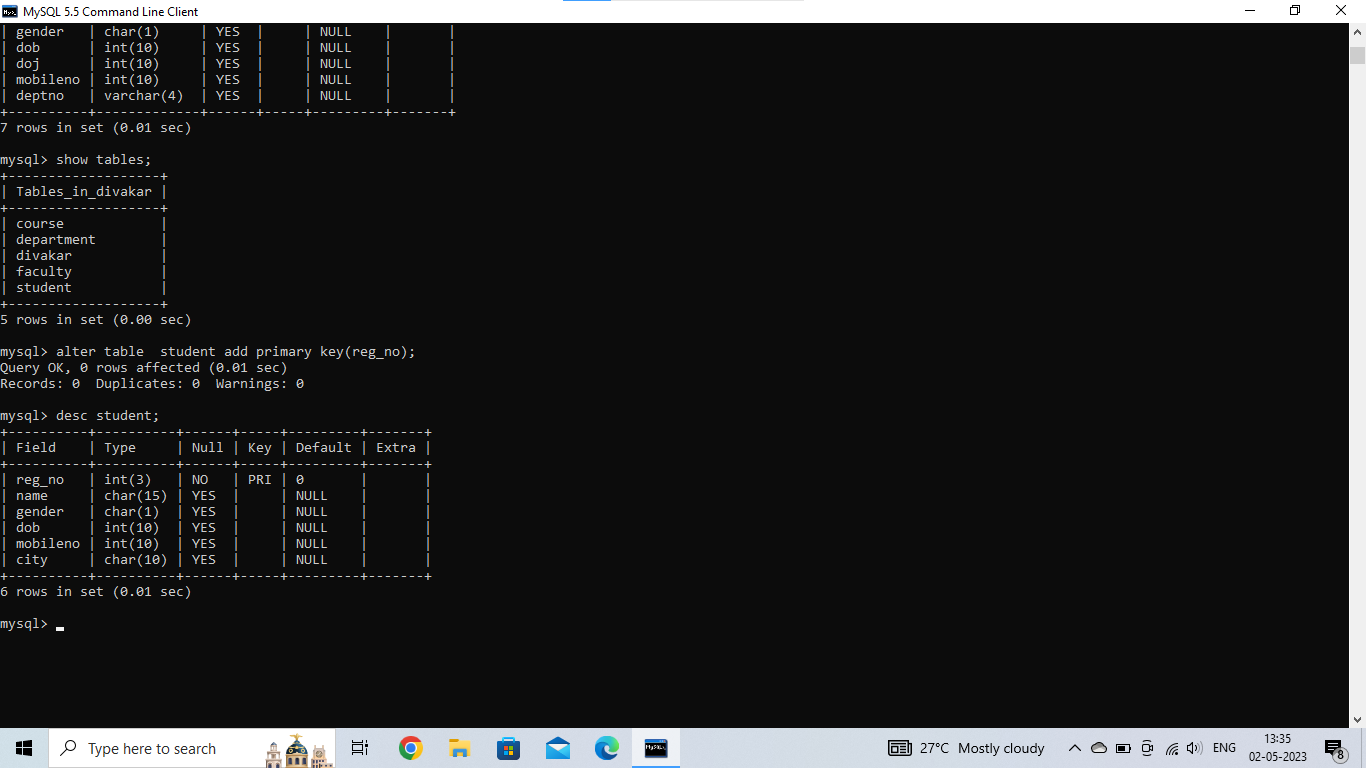 MySQL 5.5 Command Line Client
| gender   | char(1)     | YES  |     | NULL    |       |
| dob      | int(10)     | YES  |     | NULL    |       |
| doj      | int(10)     | YES  |     | NULL    |       |
| mobileno | int(10)     | YES  |     | NULL    |       |
| deptno   | varchar(4)  | YES  |     | NULL    |       |
+----------+-------------+------+-----+---------+-------+
7 rows in set (0.01 sec)
mysql> show tables;
+-------------------+
| Tables_in_divakar |
+-------------------+
| course            |
| department        |
| divakar           |
| faculty           |
| student           |
+-------------------+
5 rows in set (0.00 sec)
mysql> alter table  student add primary key(reg_no);
Query OK, 0 rows affected (0.01 sec)
Records: 0  Duplicates: 0  Warnings: 0
mysql> desc student;
+----------+----------+------+-----+---------+-------+
| Field    | Type     | Null | Key | Default | Extra |
+----------+----------+------+-----+---------+-------+
| reg_no   | int(3)   | NO   | PRI | 0       |       |
| name     | char(15) | YES  |     | NULL    |       |
| gender   | char(1)  | YES  |     | NULL    |       |
| dob      | int(10)  | YES  |     | NULL    |       |
| mobileno | int(10)  | YES  |     | NULL    |       |
| city     | char(10) | YES  |     | NULL    |       |
+----------+----------+------+-----+---------+-------+
6 rows in set (0.01 sec)
mysql>
Type here to search
27°C Mostly cloudy
ENG
13:35
02-05-2023
8